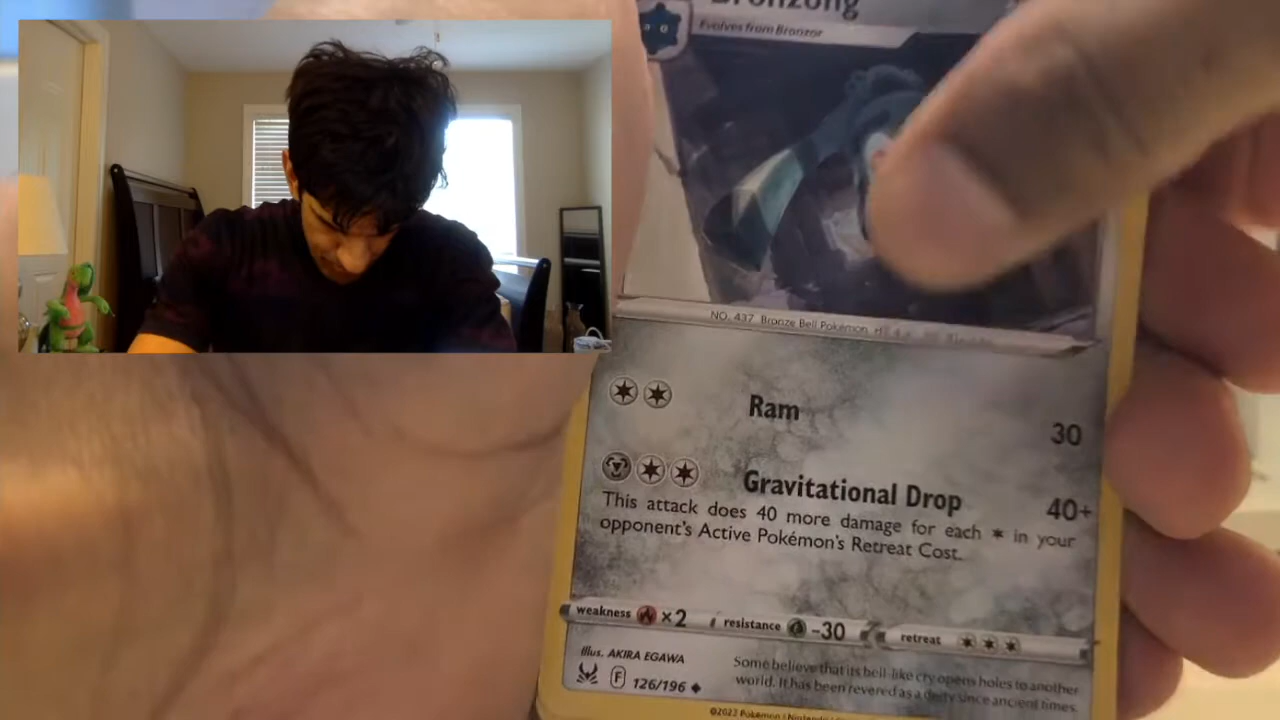 Bronzong
Evolves from Bronzor
NO. 437 Bronze Bell Pokémon
Ram
30
Gravitational Drop
40+
This attack does 40 more damage for each * in your
opponent's Active Pokémon's Retreat Cost.
weakness ×2 resistance -30 retreat
Illus. AKIRA EGAWA
F 126/196
Some believe that its bell-like cry opens holes to another
world. It has been revered as a deity since ancient times.
©2022 Pokémon / Nintendo